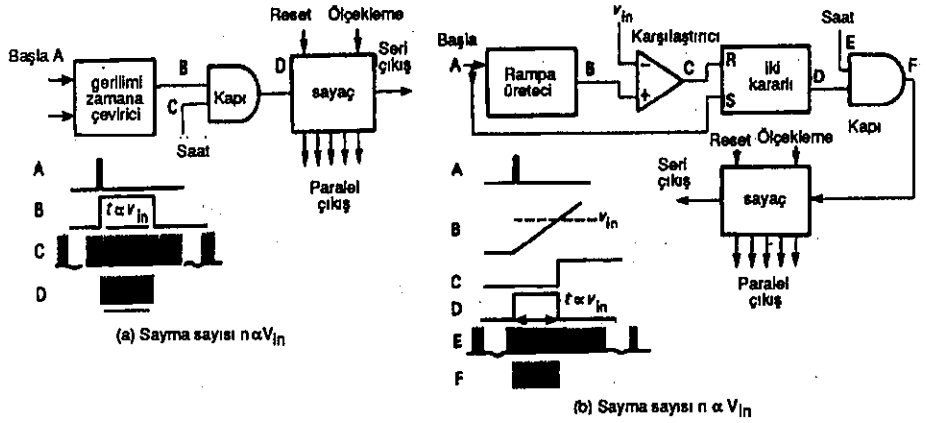 Reset Ölçekleme
Başla A
B
D
Seri
çıkış
gerilimi
zamana
çevirici
C
Kapı
sayaç
Saat
Paralel
çıkış
A
B
t∝vin
C
D
(a) Sayma sayısı n∝Vin
vin
Karşılaştırıcı
Saat
E
F
Başla
A
Rampa
üreteci
B
-
+
C
R
S
iki
kararlı
D
Kapı
Reset Ölçekleme
Seri
çıkış
sayaç
Paralel
çıkış
A
B
vin
C
D
t∝vin
E
F
(b) Sayma sayısı n ∝ Vin